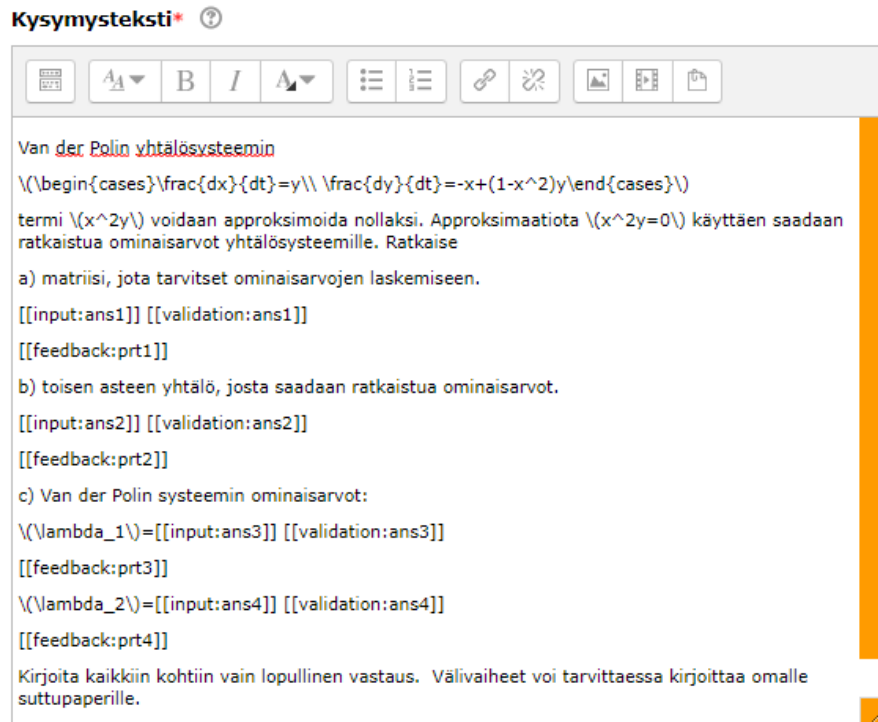 Kysymysteksti*
Van der Polin yhtälösysteemin
\(\begin{cases}\frac{dx}{dt}=y\\ \frac{dy}{dt}=-x+(1-x^2)y\end{cases}\)
termi \(x^2y\) voidaan approksimoida nollaksi. Approksimaatiota \(x^2y=0\) käyttäen saadaan
ratkaistua ominaisarvot yhtälösysteemille. Ratkaise
a) matriisi, jota tarvitset ominaisarvojen laskemiseen.
[[input:ans1]] [[validation:ans1]]
[[feedback:prt1]]
b) toisen asteen yhtälö, josta saadaan ratkaistua ominaisarvot.
[[input:ans2]] [[validation:ans2]]
[[feedback:prt2]]
c) Van der Polin systeemin ominaisarvot:
\(\lambda_1\)=[[input:ans3]] [[validation:ans3]]
[[feedback:prt3]]
\(\lambda_2\)=[[input:ans4]] [[validation:ans4]]
[[feedback:prt4]]
Kirjoita kaikkiin kohtiin vain lopullinen vastaus.  Välivaiheet voi tarvittaessa kirjoittaa omalle
suttupaperille.